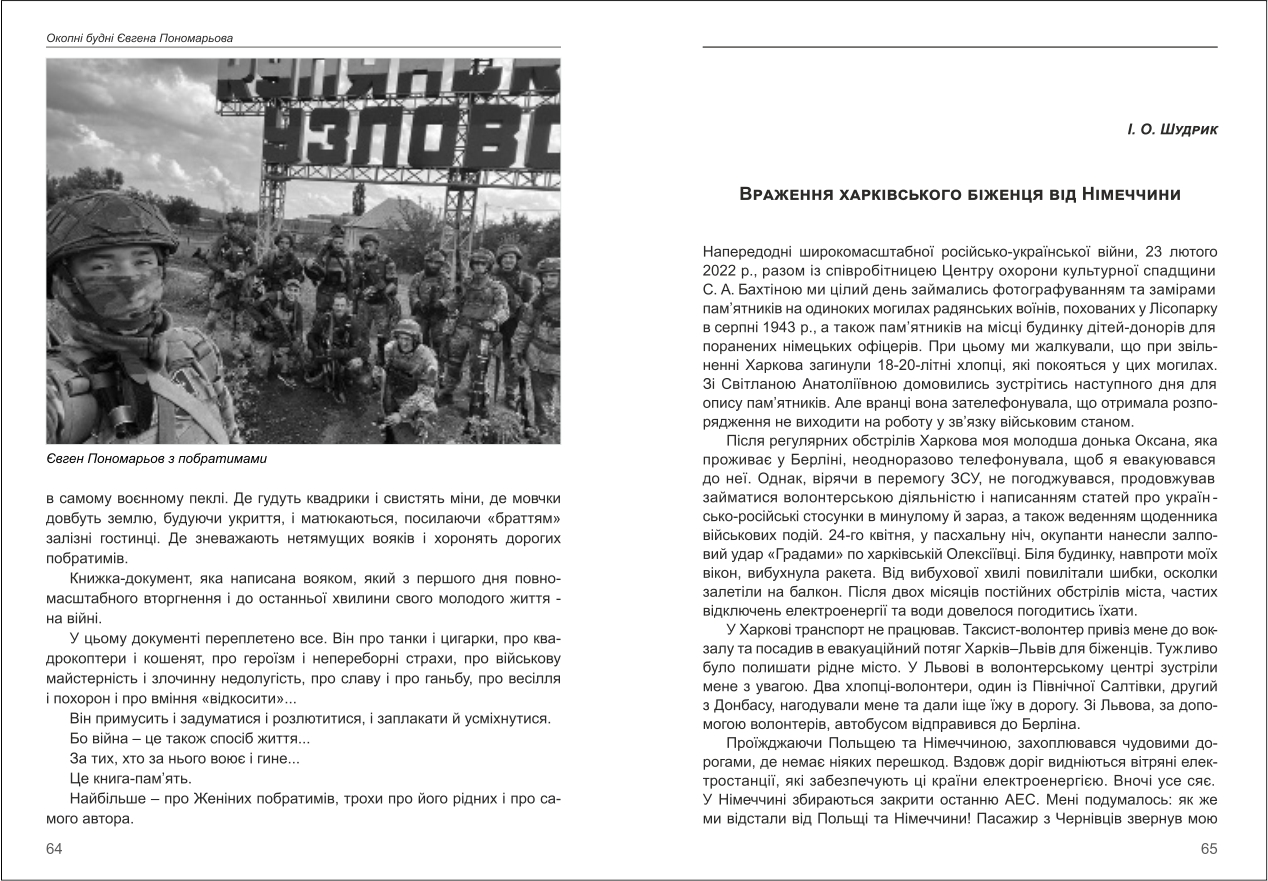 Окопні будні Євгена Пономарьова
УЗЛОВ
Євген Пономарьов з побратимами
в самому воєнному пеклі. Де гудуть квадрики і свистять міни, де мовчки
довбуть землю, будуючи укриття, і матюкаються, посилаючи «браттям»
залізні гостинці. Де зневажають нетямущих вояків і хоронять дорогих
побратимів.
Книжка-документ, яка написана вояком, який з першого дня повно-
масштабного вторгнення і до останньої хвилини свого молодого життя -
на війні.
У цьому документі переплетено все. Він про танки і цигарки, про ква-
дрокоптери і кошенят, про героїзм і непереборні страхи, про військову
майстерність і злочинну недолугість, про славу і про ганьбу, про весілля
і похорон і про вміння «відкосити»...
Він примусить і задуматися і розлютитися, і заплакати й усміхнутися.
Бо війна – це також спосіб життя...
За тих, хто за нього воює і гине...
Це книга-пам’ять.
Найбільше – про Женіних побратимів, трохи про його рідних і про са-
мого автора.
64
І. О. Шудрик
Враження харківського біженця від Німеччини
Напередодні широкомасштабної російсько-української війни, 23 лютого
2022 р., разом із співробітницею Центру охорони культурної спадщини
С. А. Бахтіною ми цілий день займались фотографуванням та замірами
пам’ятників на одиноких могилах радянських воїнів, похованих у Лісопарку
в серпні 1943 р., а також пам’ятників на місці будинку дітей-донорів для
поранених німецьких офіцерів. При цьому ми жалкували, що при звіль-
ненні Харкова загинули 18-20-літні хлопці, які покояться у цих могилах.
Зі Світланою Анатоліївною домовились зустрітись наступного дня для
опису пам’ятників. Але вранці вона зателефонувала, що отримала розпо-
рядження не виходити на роботу у зв’язку військовим станом.
Після регулярних обстрілів Харкова моя молодша донька Оксана, яка
проживає у Берліні, неодноразово телефонувала, щоб я евакуювався
до неї. Однак, вірячи в перемогу ЗСУ, не погоджувався, продовжував
займатися волонтерською діяльністю і написанням статей про україн-
сько-російські стосунки в минулому й зараз, а також веденням щоденника
військових подій. 24-го квітня, у пасхальну ніч, окупанти нанесли залпо-
вий удар «Градами» по харківській Олексіївці. Біля будинку, навпроти моїх
вікон, вибухнула ракета. Від вибухової хвилі повилітали шибки, осколки
залетіли на балкон. Після двох місяців постійних обстрілів міста, частих
відключень електроенергії та води довелося погодитись їхати.
У Харкові транспорт не працював. Таксист-волонтер привіз мене до вок-
залу та посадив в евакуаційний потяг Харків–Львів для біженців. Тужливо
було полишати рідне місто. У Львові в волонтерському центрі зустріли
мене з увагою. Два хлопці-волонтери, один із Північної Салтівки, другий
з Донбасу, нагодували мене та дали іще їжу в дорогу. Зі Львова, за допо-
могою волонтерів, автобусом відправився до Берліна.
Проїжджаючи Польщею та Німеччиною, захоплювався чудовими до-
рогами, де немає ніяких перешкод. Вздовж доріг видніються вітряні елек-
тростанції, які забезпечують ці країни електроенергією. Вночі усе сяє.
У Німеччині збираються закрити останню АЕС. Мені подумалось: як же
ми відстали від Польщі та Німеччини! Пасажир з Чернівців звернув мою
65